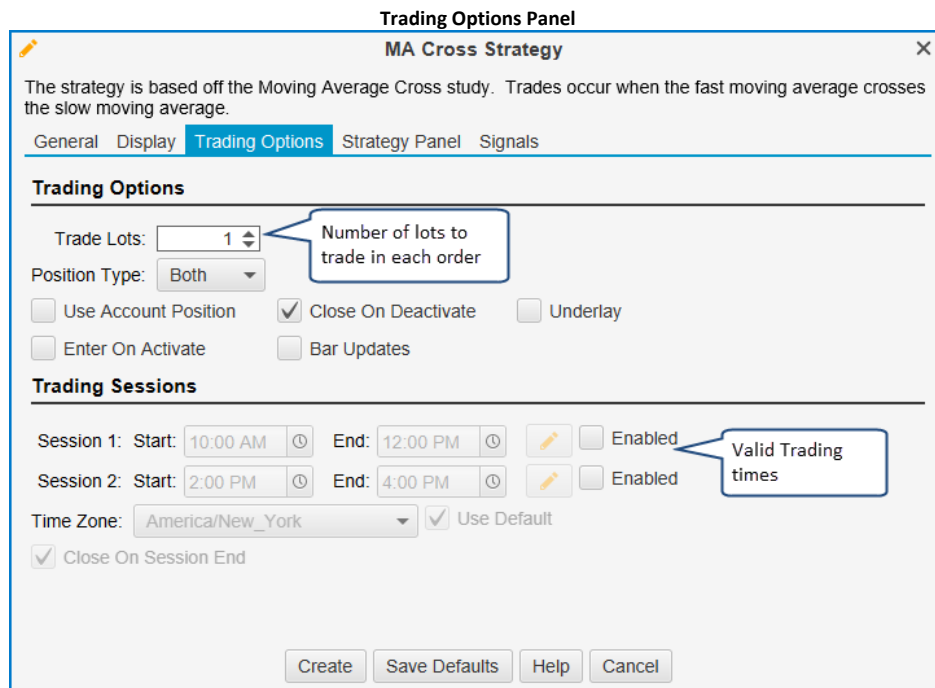 Trading Options Panel
MA Cross Strategy
The strategy is based off the Moving Average Cross study. Trades occur when the fast moving average crosses
the slow moving average.
General Display Trading Options Strategy Panel Signals
Trading Options
Trade Lots: 1
Number of lots to
trade in each order
Position Type: Both
Use Account Position Close On Deactivate Underlay
Enter On Activate Bar Updates
Trading Sessions
Session 1: Start: 10:00 AM End: 12:00 PM Enabled
Valid Trading
times
Session 2: Start: 2:00 PM End: 4:00 PM Enabled
Time Zone: America/New_York Use Default
Close On Session End
Create Save Defaults Help Cancel